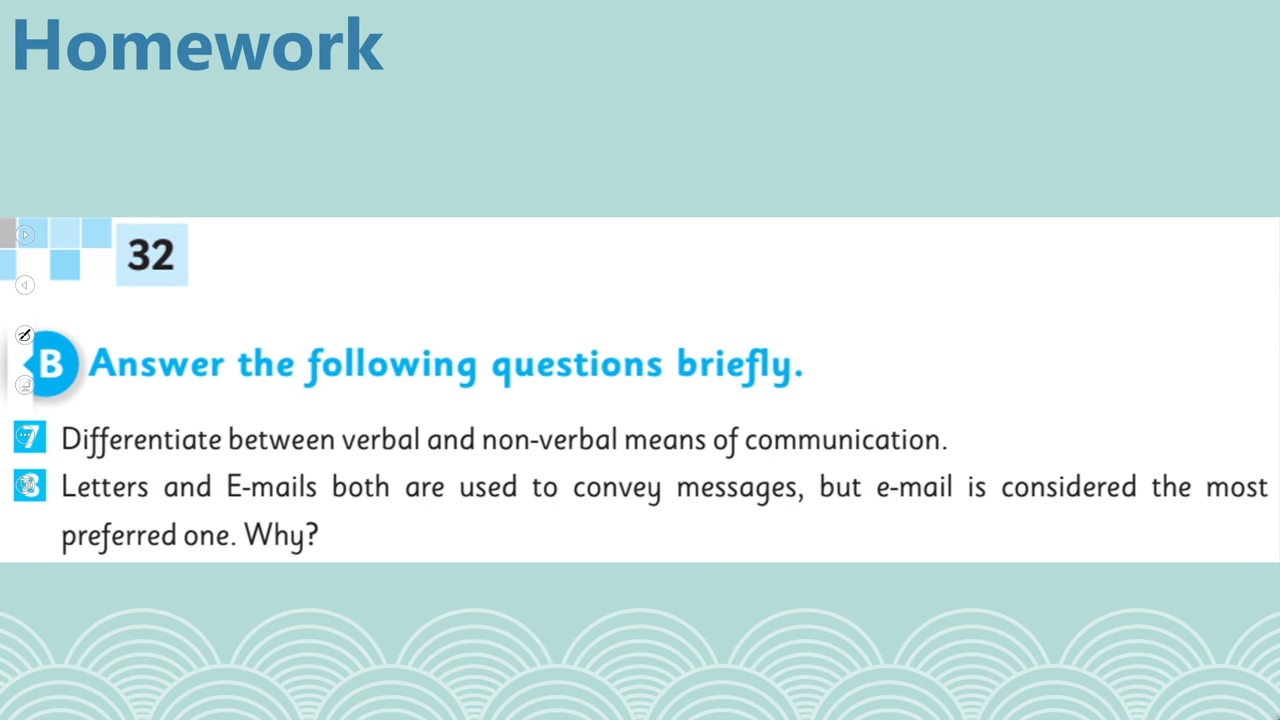 Homework
32
B Answer the following questions briefly.
7 Differentiate between verbal and non-verbal means of communication.
8 Letters and E-mails both are used to convey messages, but e-mail is considered the most
preferred one. Why?